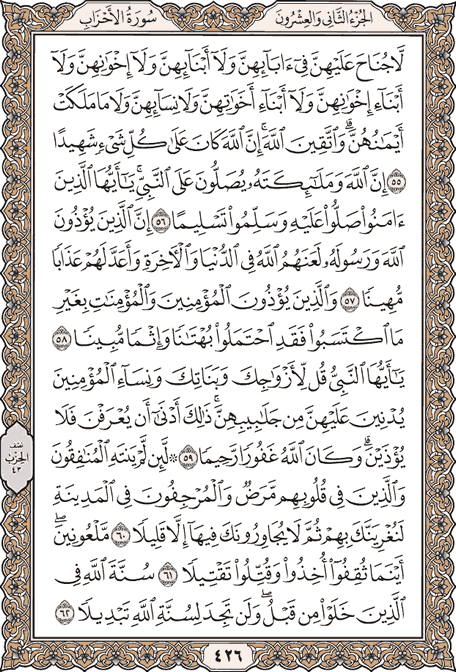 الجزء الثاني والعشرون
سورة الأحزاب
لَّا جُنَاحَ عَلَيْهِنَّ فِىٓ ءَابَآئِهِنَّ وَلَآ أَبْنَآئِهِنَّ وَلَآ إِخْوَٰنِهِنَّ وَلَآ
أَبْنَآءِ إِخْوَٰنِهِنَّ وَلَآ أَبْنَآءِ أَخَوَٰتِهِنَّ وَلَا نِسَآئِهِنَّ وَلَا مَا مَلَكَتْ
أَيْمَٰنُهُنَّ ۗ وَٱتَّقِينَ ٱللَّهَ ۚ إِنَّ ٱللَّهَ كَانَ عَلَىٰ كُلِّ شَىْءٍ شَهِيدًا
٥٥ إِنَّ ٱللَّهَ وَمَلَٰٓئِكَتَهُۥ يُصَلُّونَ عَلَى ٱلنَّبِىِّ ۚ يَٰٓأَيُّهَا ٱلَّذِينَ
ءَامَنُوا۟ صَلُّوا۟ عَلَيْهِ وَسَلِّمُوا۟ تَسْلِيمًا ٥٦ إِنَّ ٱلَّذِينَ يُؤْذُونَ
ٱللَّهَ وَرَسُولَهُۥ لَعَنَهُمُ ٱللَّهُ فِى ٱلدُّنْيَا وَٱلْءَاخِرَةِ وَأَعَدَّ لَهُمْ عَذَابًا
مُّهِينًا ٥٧ وَٱلَّذِينَ يُؤْذُونَ ٱلْمُؤْمِنِينَ وَٱلْمُؤْمِنَٰتِ بِغَيْرِ
مَا ٱكْتَسَبُوا۟ فَقَدِ ٱحْتَمَلُوا۟ بُهْتَٰنًا وَإِثْمًا مُّبِينًا ٥٨
يَٰٓأَيُّهَا ٱلنَّبِىُّ قُل لِّأَزْوَٰجِكَ وَبَنَاتِكَ وَنِسَآءِ ٱلْمُؤْمِنِينَ
يُدْنِينَ عَلَيْهِنَّ مِن جَلَٰبِيبِهِنَّ ۚ ذَٰلِكَ أَدْنَىٰٓ أَن يُعْرَفْنَ فَلَا
يُؤْذَيْنَ ۗ وَكَانَ ٱللَّهُ غَفُورًا رَّحِيمًا ٥٩ ۞ لَّئِن لَّمْ يَنتَهِ ٱلْمُنَٰفِقُونَ
وَٱلَّذِينَ فِى قُلُوبِهِم مَّرَضٌ وَٱلْمُرْجِفُونَ فِى ٱلْمَدِينَةِ
لَنُغْرِيَنَّكَ بِهِمْ ثُمَّ لَا يُجَاوِرُونَكَ فِيهَآ إِلَّا قَلِيلًا ٦٠ مَّلْعُونِينَ ۖ
أَيْنَمَا ثُقِفُوٓا۟ أُخِذُوا۟ وَقُتِّلُوا۟ تَقْتِيلًا ٦١ سُنَّةَ ٱللَّهِ فِى
ٱلَّذِينَ خَلَوْا۟ مِن قَبْلُ ۖ وَلَن تَجِدَ لِسُنَّةِ ٱللَّهِ تَبْدِيلًا ٦٢
نصف
الحزب
٤٣
٤٢٦